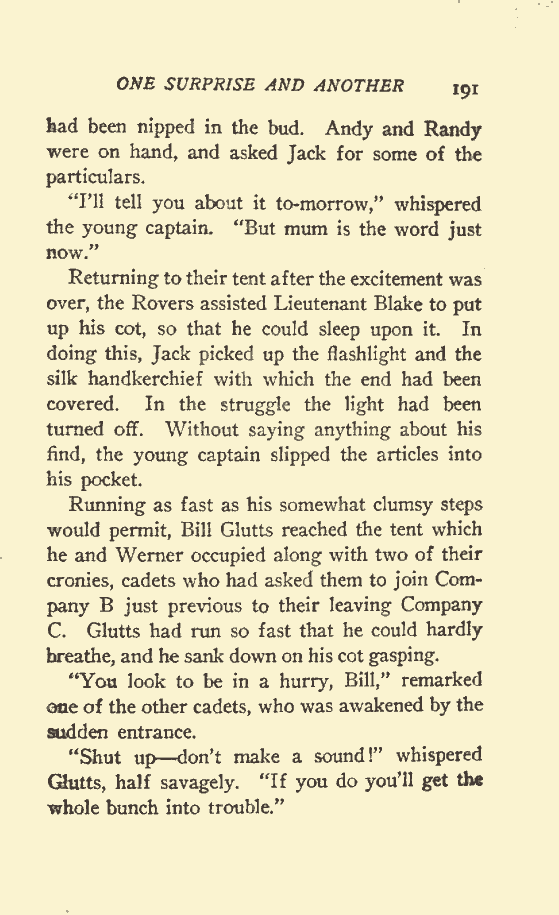 ONE SURPRISE AND ANOTHER 191
had been nipped in the bud. Andy and Randy
were on hand, and asked Jack for some of the
particulars.
"I'll tell you about it to-morrow," whispered
the young captain. "But mum is the word just
now."
Returning to their tent after the excitement was
over, the Rovers assisted Lieutenant Blake to put
up his cot, so that he could sleep upon it. In
doing this, Jack picked up the flashlight and the
silk handkerchief with which the end had been
covered. In the struggle the light had been
turned off. Without saying anything about his
find, the young captain slipped the articles into
his pocket.
Running as fast as his somewhat clumsy steps
would permit, Bill Glutts reached the tent which
he and Werner occupied along with two of their
cronies, cadets who had asked them to join Com-
pany B just previous to their leaving Company
C. Glutts had run so fast that he could hardly
breathe, and he sank down on his cot gasping.
"You look to be in a hurry, Bill," remarked
one of the other cadets, who was awakened by the
sudden entrance.
"Shut up—don't make a sound!" whispered
Glutts, half savagely. "If you do you'll get the
whole bunch into trouble."